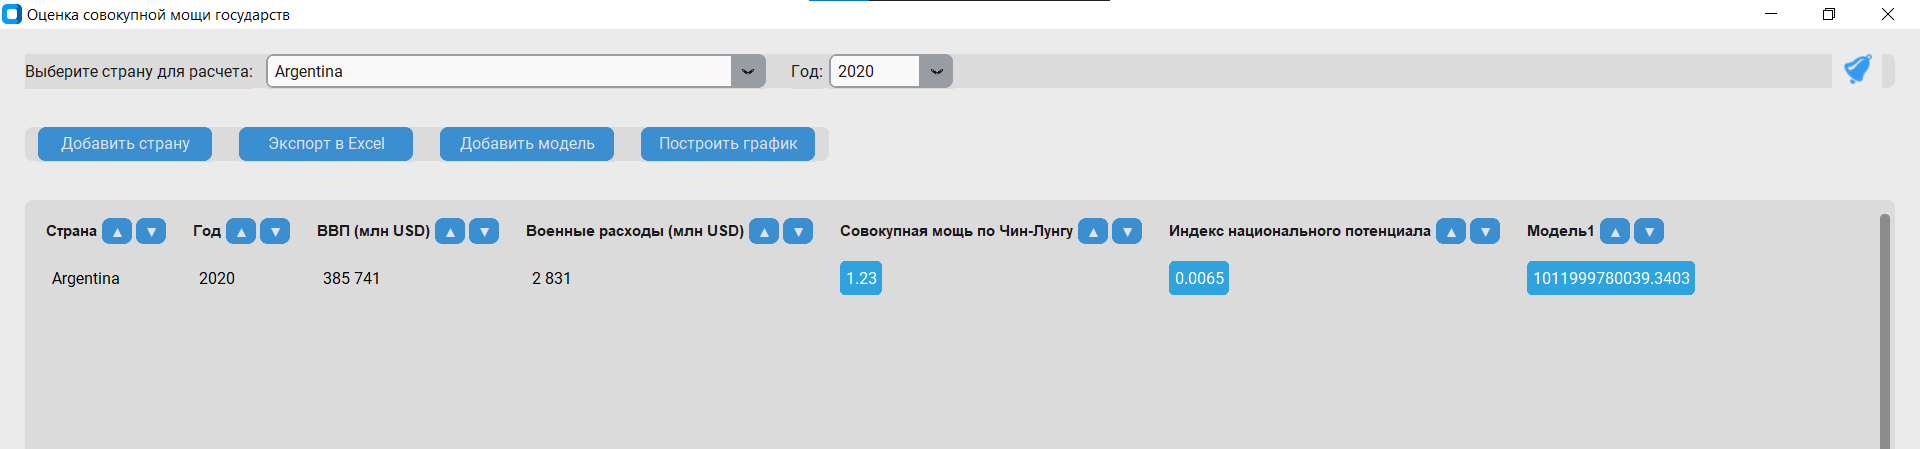 Оценка совокупной мощи государств
Выберите страну для расчета: Argentina Год: 2020
Добавить страну Экспорт в Excel Добавить модель Построить график
Страна ▲ ▼ Год ▲ ▼ ВВП (млн USD) ▲ ▼ Военные расходы (млн USD) ▲ ▼ Совокупная мощь по Чин-Лунгу ▲ ▼ Индекс национального потенциала ▲ ▼ Модель1 ▲ ▼
Argentina 2020 385 741 2 831 1.23 0.0065 1011999780039.3403